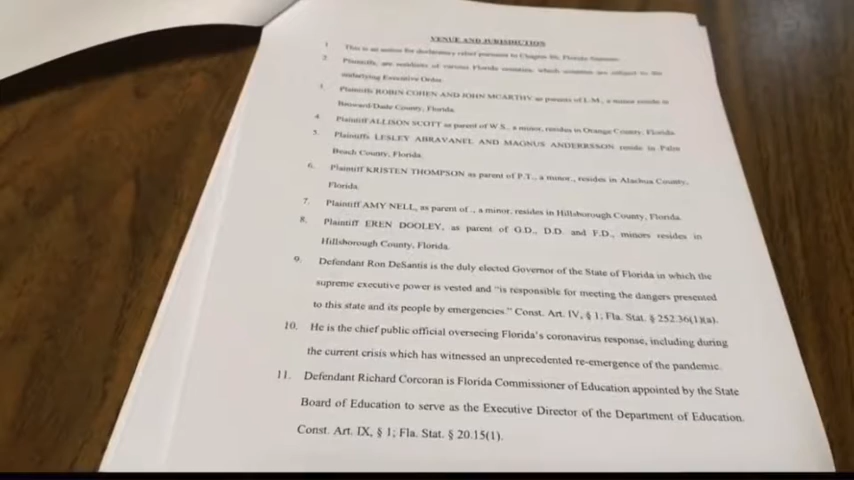 VENUE AND JURISDICTION
1. This is an action for declaratory relief pursuant to Chapter 86, Florida Statutes.
2. Plaintiffs, are residents of various Florida counties, which counties are subject to the
underlying Executive Order.
3. Plaintiffs ROBIN COHEN AND JOHN MCARTHY as parents of L.M., a minor reside in
Broward/Dade County, Florida.
4. Plaintiff ALLISON SCOTT as parent of W.S., a minor, resides in Orange County, Florida.
5. Plaintiffs LESLEY ABRAVANEL AND MAGNUS ANDERRSSON reside in Palm
Beach County, Florida.
6. Plaintiff KRISTEN THOMPSON as parent of P.T., a minor., resides in Alachua County,
Florida.
7. Plaintiff AMY NELL, as parent of ., a minor, resides in Hillsborough County, Florida.
8. Plaintiff EREN DOOLEY, as parent of G.D., D.D. and F.D., minors resides in
Hillsborough County, Florida.
9. Defendant Ron DeSantis is the duly elected Governor of the State of Florida in which the
supreme executive power is vested and “is responsible for meeting the dangers presented
to this state and its people by emergencies.” Const. Art. IV, § 1; Fla. Stat. § 252.36(1)(a).
10. He is the chief public official overseeing Florida’s coronavirus response, including during
the current crisis which has witnessed an unprecedented re-emergence of the pandemic.
11. Defendant Richard Corcoran is Florida Commissioner of Education appointed by the State
Board of Education to serve as the Executive Director of the Department of Education.
Const. Art. IX, § 1; Fla. Stat. § 20.15(1).